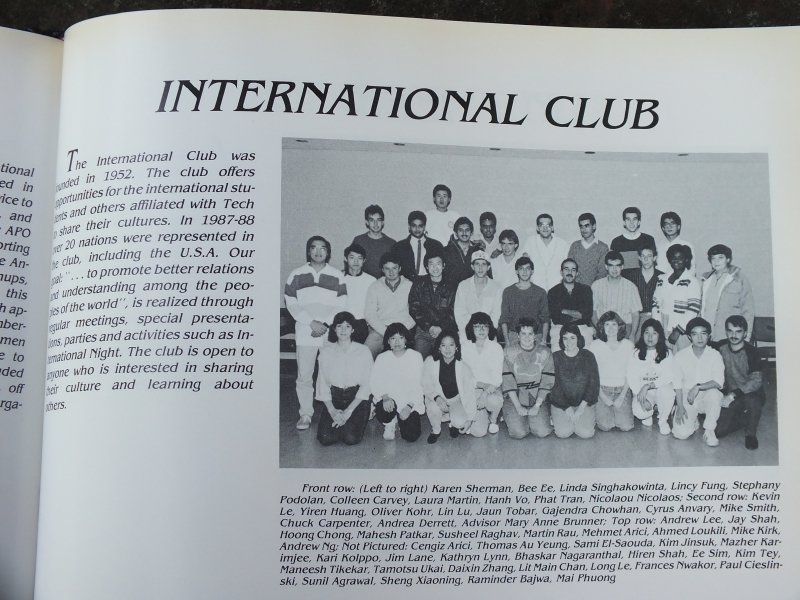 INTERNATIONAL CLUB
The International Club was
founded in 1952. The club offers
opportunities for the international stu-
dents and others affiliated with Tech
to share their cultures. In 1987-88
over 20 nations were represented in
the club, including the U.S.A. Our
goal: ". . . to promote better relations
and understanding among the peo-
ples of the world", is realized through
regular meetings, special presenta-
tions, parties and activities such as In-
ternational Night. The club is open to
anyone who is interested in sharing
their culture and learning about
others.
Front row: (Left to right) Karen Sherman, Bee Ee, Linda Singhakowinta, Lincy Fung, Stephany
Podolan, Colleen Carvey, Laura Martin, Hanh Vo, Phat Tran, Nicolaou Nicolaos; Second row: Kevin
Le, Yiren Huang, Oliver Kohr, Lin Lu, Jaun Tobar, Gajendra Chowhan, Cyrus Anvary, Mike Smith,
Chuck Carpenter, Andrea Derrett, Advisor Mary Anne Brunner; Top row: Andrew Lee, Jay Shah,
Hoong Chong, Mahesh Patkar, Susheel Raghav, Martin Rau, Mehmet Arici, Ahmed Loukili, Mike Kirk,
Andrew Ng; Not Pictured: Cengiz Arici, Thomas Au Yeung, Sami El-Saouda, Kim Jinsuk, Mazher Kar-
imjee, Kari Kolppo, Jim Lane, Kathryn Lynn, Bhaskar Nagaranthal, Hiren Shah, Ee Sim, Kim Tey,
Maneesh Tikekar, Tamotsu Ukai, Daixin Zhang, Lit Main Chan, Long Le, Frances Nwakor, Paul Cieslin-
ski, Sunil Agrawal, Sheng Xiaoning, Raminder Bajwa, Mai Phuong